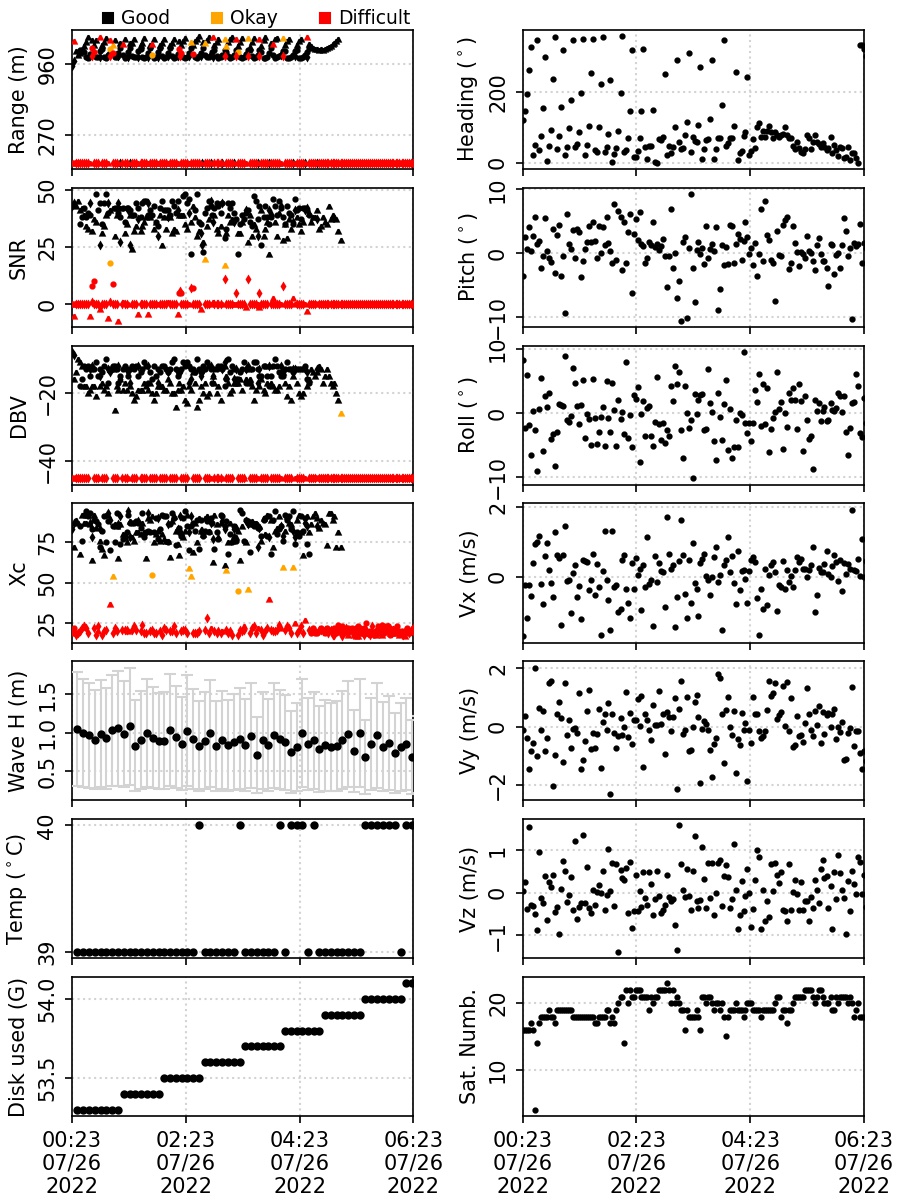 Good Okay Difficult
Range (m)
960
270
Heading (°)
200
0
SNR
50
25
0
Pitch (°)
10
0
−10
DBV
−20
−40
Roll (°)
10
0
−10
Xc
75
50
25
Vx (m/s)
2
0
Wave H (m)
1.5
1.0
0.5
Vy (m/s)
2
0
−2
Temp (°C)
40
39
Vz (m/s)
1
0
−1
Disk used (G)
54.0
53.5
Sat. Numb.
20
10
00:23 02:23 04:23 06:23
07/26 07/26 07/26 07/26
2022 2022 2022 2022
00:23 02:23 04:23 06:23
07/26 07/26 07/26 07/26
2022 2022 2022 2022